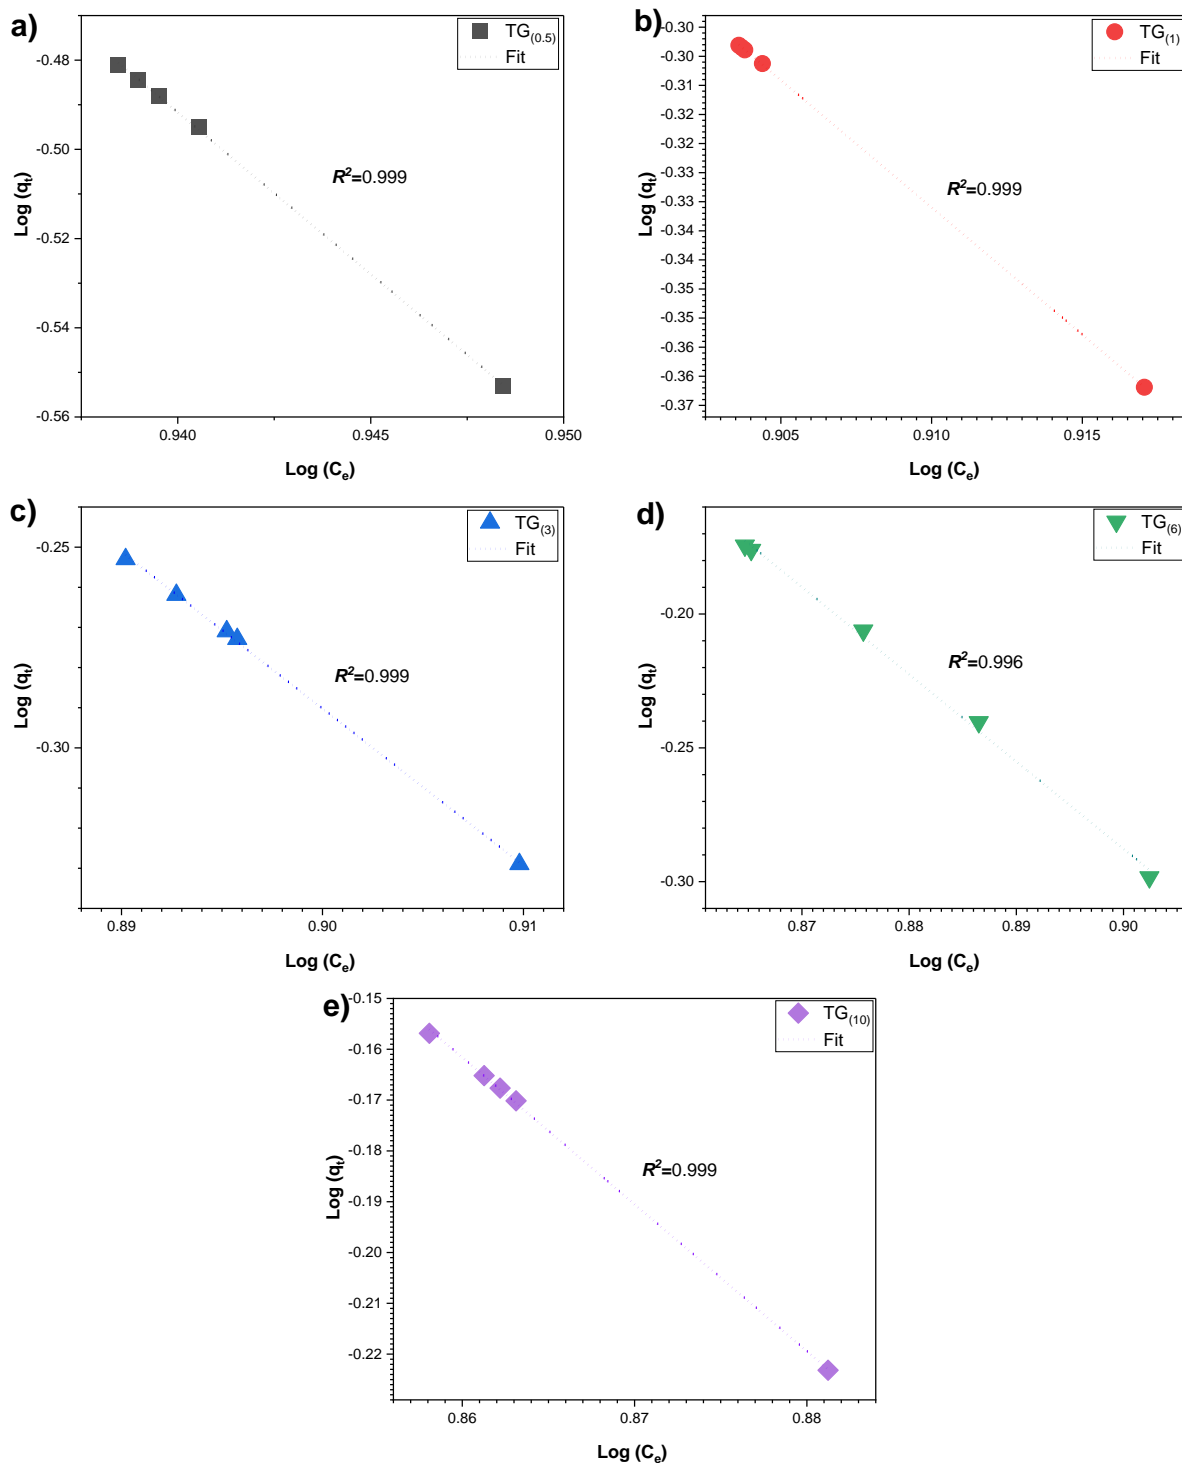 a)
TG(0.5)
Fit
-0.48
-0.50
-0.52
-0.54
-0.56
R²=0.999
Log (qt)
0.940
0.945
0.950
Log (Ce)
b)
TG(1)
Fit
-0.30
-0.30
-0.31
-0.32
-0.33
-0.33
-0.34
-0.35
-0.35
-0.36
-0.36
-0.37
R²=0.999
Log (qt)
0.905
0.910
0.915
Log (Ce)
c)
TG(3)
Fit
-0.25
-0.30
R²=0.999
Log (qt)
0.89
0.90
0.91
Log (Ce)
d)
TG(6)
Fit
-0.20
-0.25
-0.30
R²=0.996
Log (qt)
0.87
0.88
0.89
0.90
Log (Ce)
e)
TG(10)
Fit
-0.15
-0.16
-0.17
-0.18
-0.19
-0.20
-0.21
-0.22
R²=0.999
Log (qt)
0.86
0.87
0.88
Log (Ce)